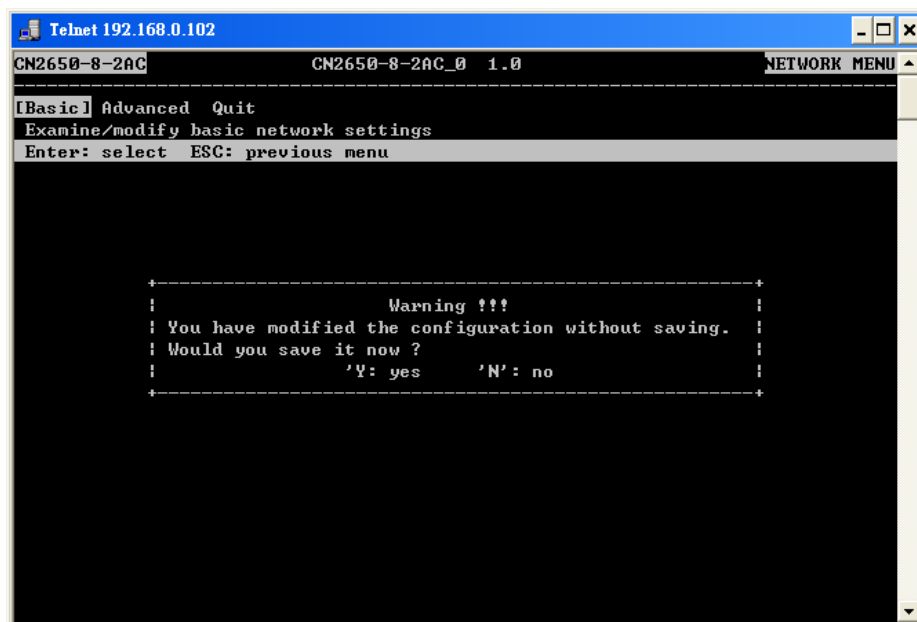 Telnet 192.168.0.102
CN2650-8-2AC CN2650-8-2AC_0 1.0 NETWORK MENU
[Basic] Advanced Quit
Examine/modify basic network settings
Enter: select ESC: previous menu
Warning !!!
You have modified the configuration without saving.
Would you save it now ?
'Y: yes 'N': no